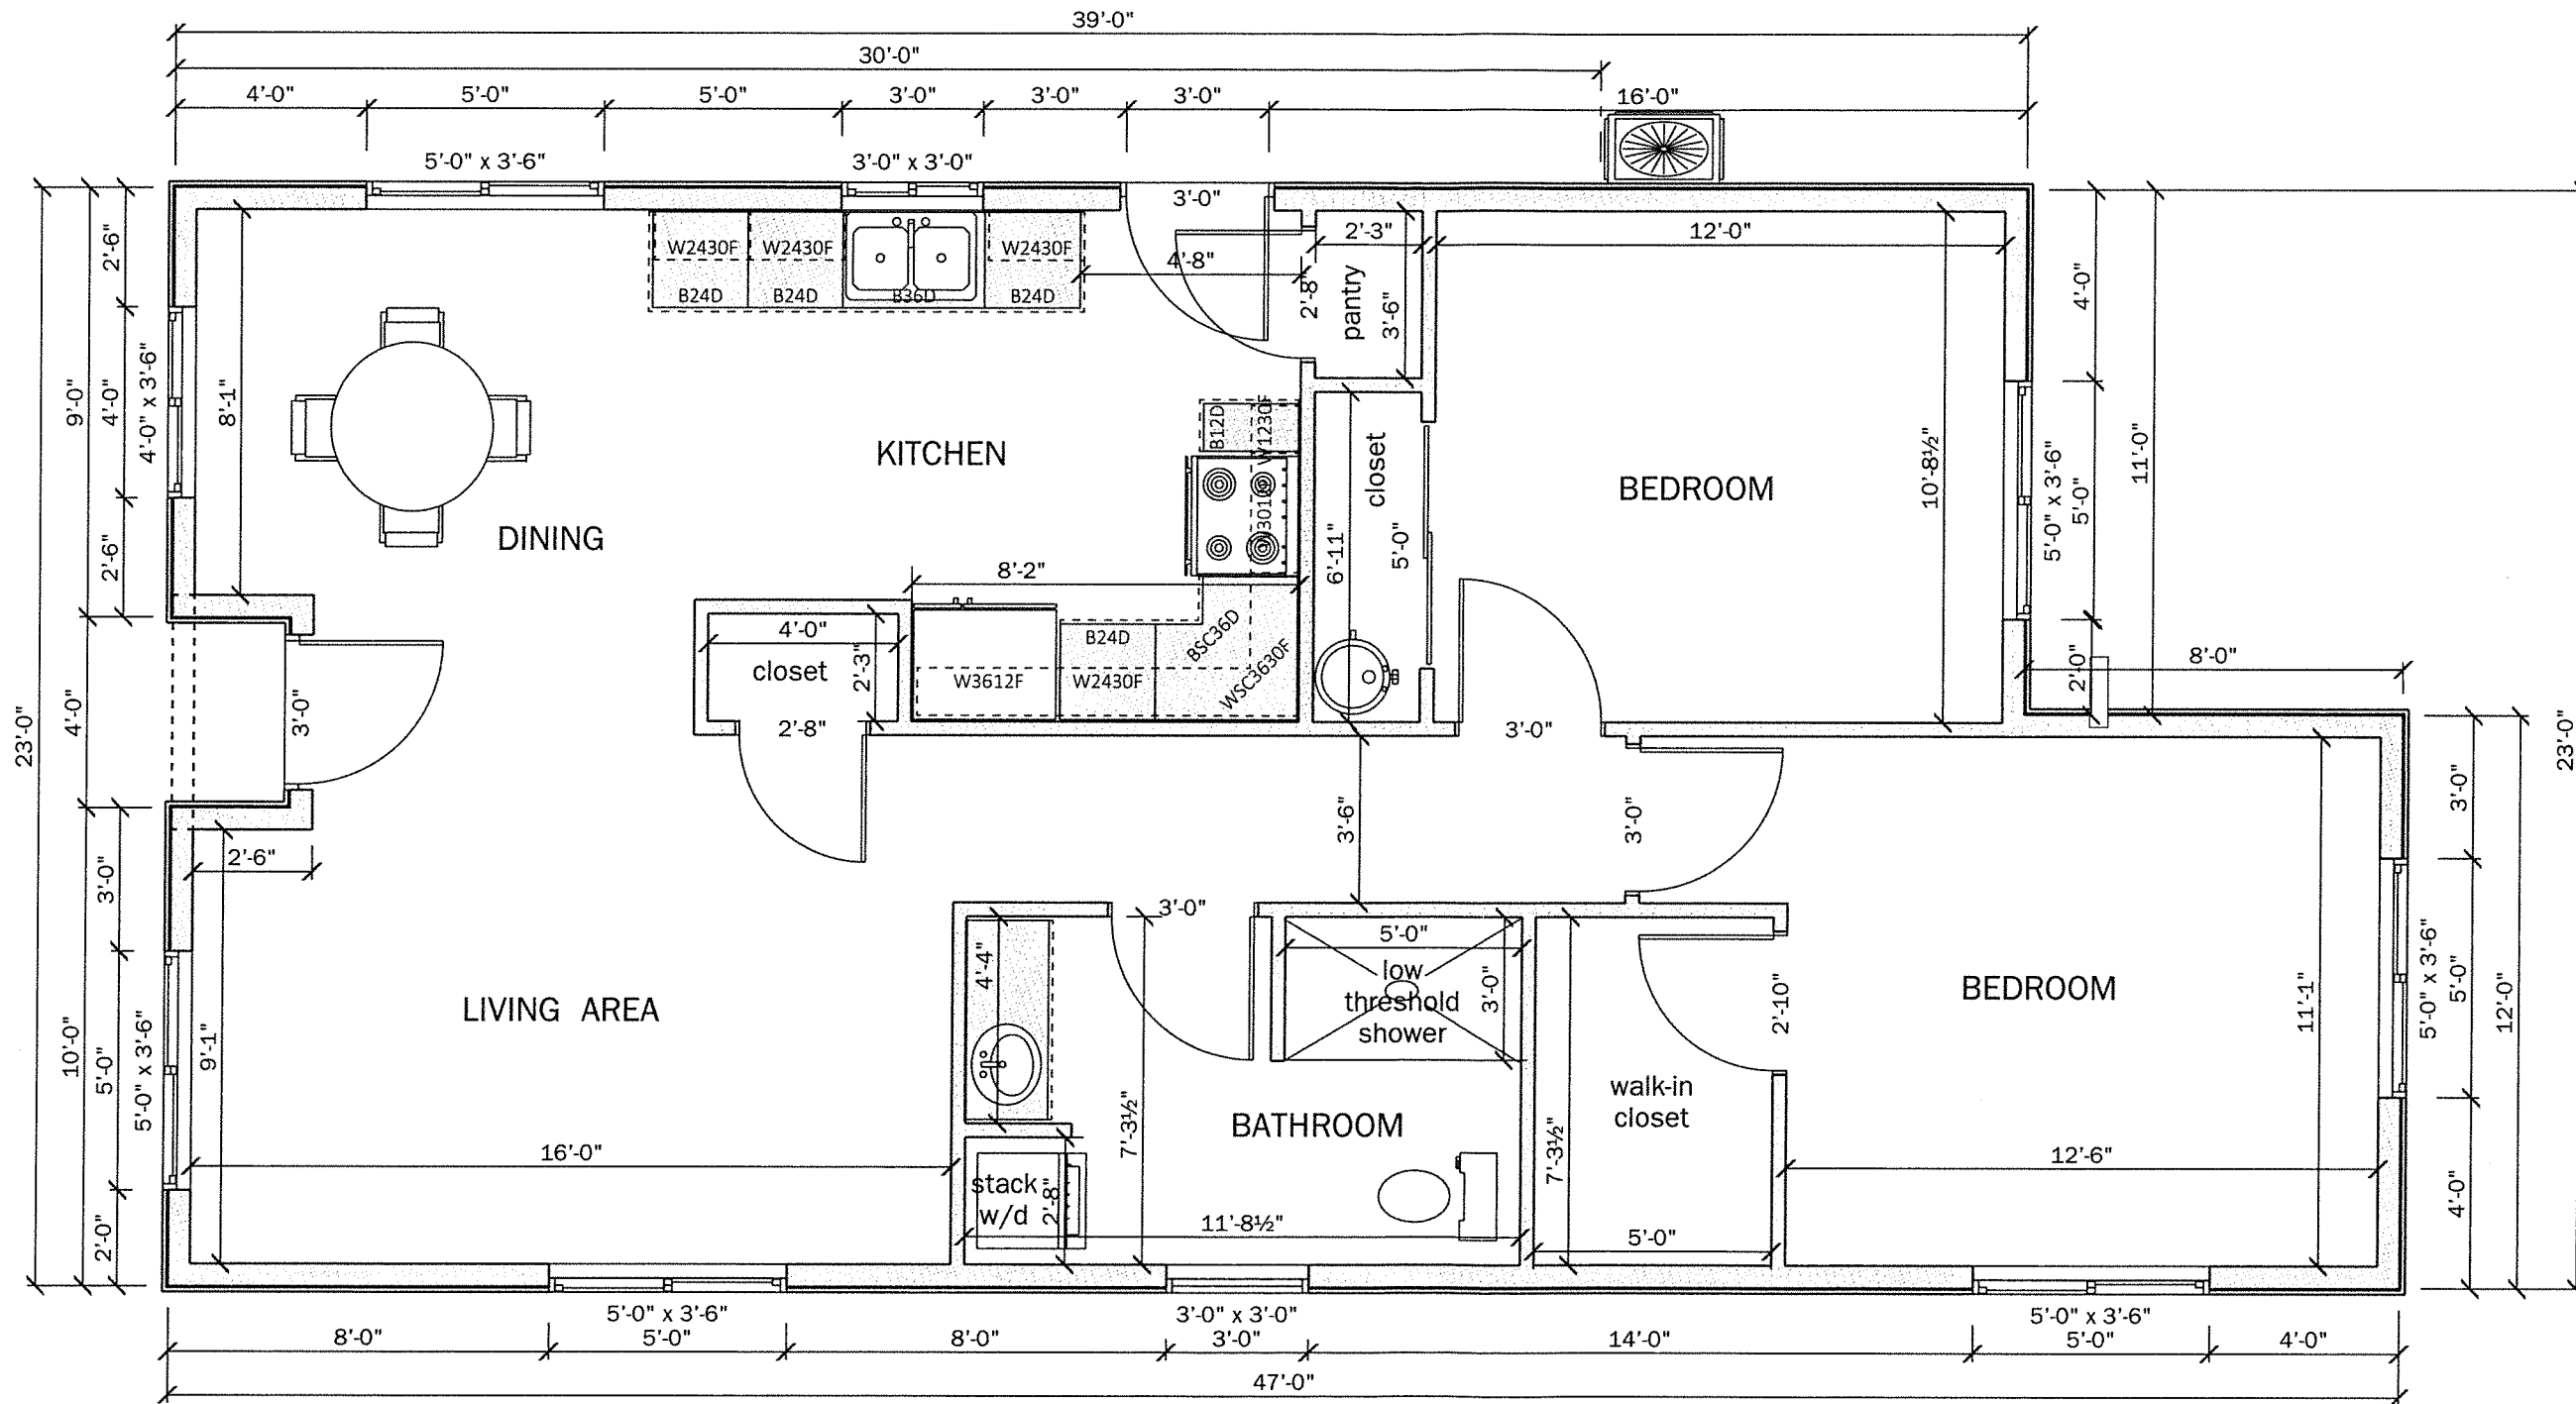 39'-0"
30'-0"
4'-0" 5'-0" 5'-0" 3'-0" 3'-0" 3'-0" 16'-0"
5'-0" x 3'-6" 3'-0" x 3'-0"
3'-0"
W2430F W2430F W2430F
B24D B24D B36D B24D
4'-8"
2'-3"
2'-8"
pantry
3'-6"
12'-0"
23'-0"
9'-0"
4'-0"
10'-0"
2'-6"
4'-0"
2'-6"
4'-0" x 3'-6"
8'-1"
4'-0"
5'-0"
2'-0"
5'-0" x 3'-6"
11'-0"
10'-8½"
8'-0"
KITCHEN
DINING
BEDROOM
B12D
W1230F
closet
6'-11"
5'-0"
8'-2"
4'-0"
closet
2'-3"
2'-8"
B24D
BSC36D
W3612F W2430F
WSC3630F
3'-0"
3'-0"
3'-6"
3'-0"
2'-6"
3'-0"
5'-0"
2'-0"
5'-0" x 3'-6"
9'-1"
LIVING AREA
16'-0"
3'-0"
4'-4"
5'-0"
low
threshold
shower
3'-0"
7'-3½"
BATHROOM
stack
w/d
2'-8"
11'-8½"
7'-3½"
walk-in
closet
5'-0"
2'-10"
BEDROOM
12'-6"
11'-1"
3'-0"
5'-0"
4'-0"
5'-0" x 3'-6"
12'-0"
23'-0"
5'-0" x 3'-6" 3'-0" x 3'-0" 5'-0" x 3'-6"
8'-0" 5'-0" 8'-0" 3'-0" 14'-0" 5'-0" 4'-0"
47'-0"